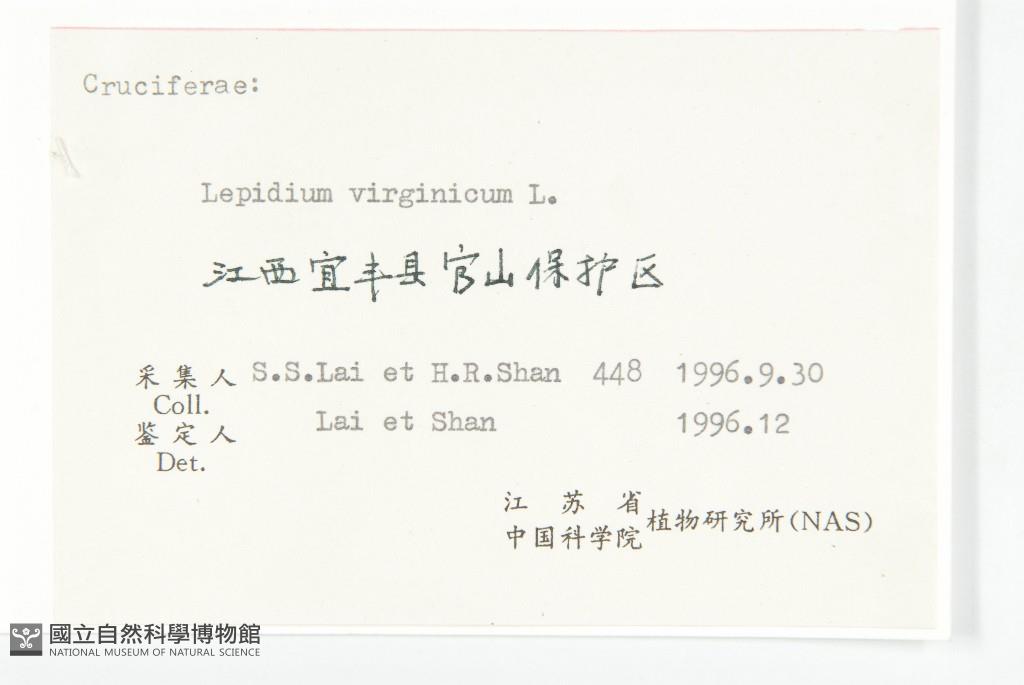 Cruciferae:
Lepidium virginicum L.
江西宜丰县官山保护区
采集人 S.S.Lai et H.R.Shan 448 1996.9.30
Coll.
鉴定人 Lai et Shan 1996.12
Det.
江苏省
中国科学院 植物研究所(NAS)
國立自然科學博物館
NATIONAL MUSEUM OF NATURAL SCIENCE